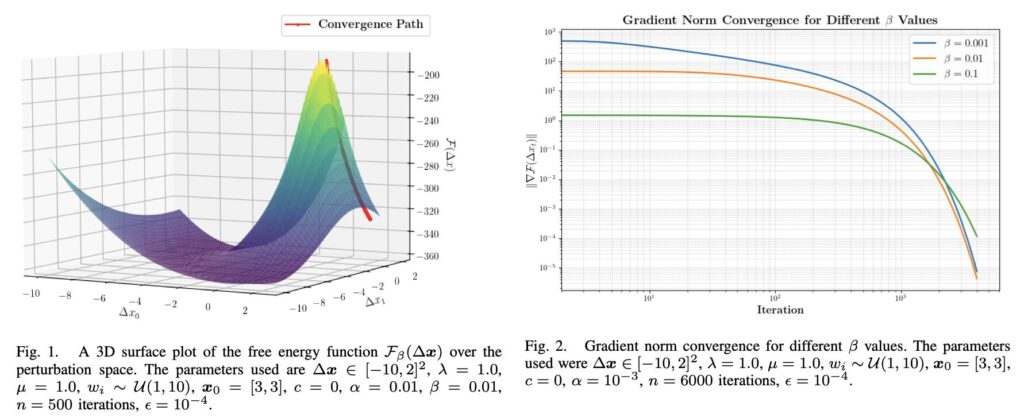 Convergence Path
−200
−220
−240
−260
−280
−300
−320
−340
−360
F(Δx)
−10 −8 −6 −4 −2 0 2
Δx₀
−10 −8 −6 −4 −2 0 2
Δx₁
Fig. 1. A 3D surface plot of the free energy function Fβ(Δx) over the
perturbation space. The parameters used are Δx ∈ [−10, 2]², λ = 1.0,
μ = 1.0, wᵢ ∼ U(1, 10), x₀ = [3, 3], c = 0, α = 0.01, β = 0.01,
n = 500 iterations, ϵ = 10⁻⁴.
Gradient Norm Convergence for Different β Values
β = 0.001
β = 0.01
β = 0.1
10³
10²
10¹
10⁰
10⁻¹
10⁻²
10⁻³
10⁻⁴
10⁻⁵
‖∇F(Δxₜ)‖
10¹ 10² 10³
Iteration
Fig. 2. Gradient norm convergence for different β values. The parameters
used were Δx ∈ [−10, 2]², λ = 1.0, μ = 1.0, wᵢ ∼ U(1, 10), x₀ = [3, 3],
c = 0, α = 10⁻³, n = 6000 iterations, ϵ = 10⁻⁴.